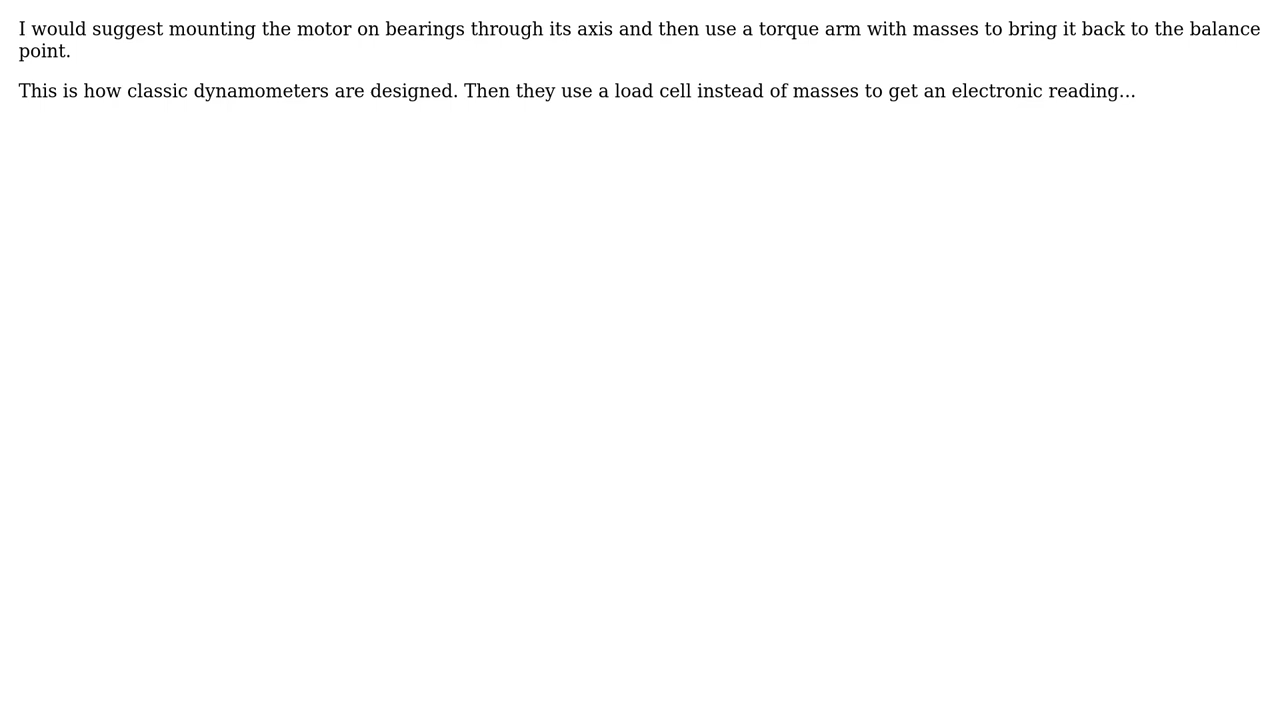 I would suggest mounting the motor on bearings through its axis and then use a torque arm with masses to bring it back to the balance
point.
This is how classic dynamometers are designed. Then they use a load cell instead of masses to get an electronic reading...